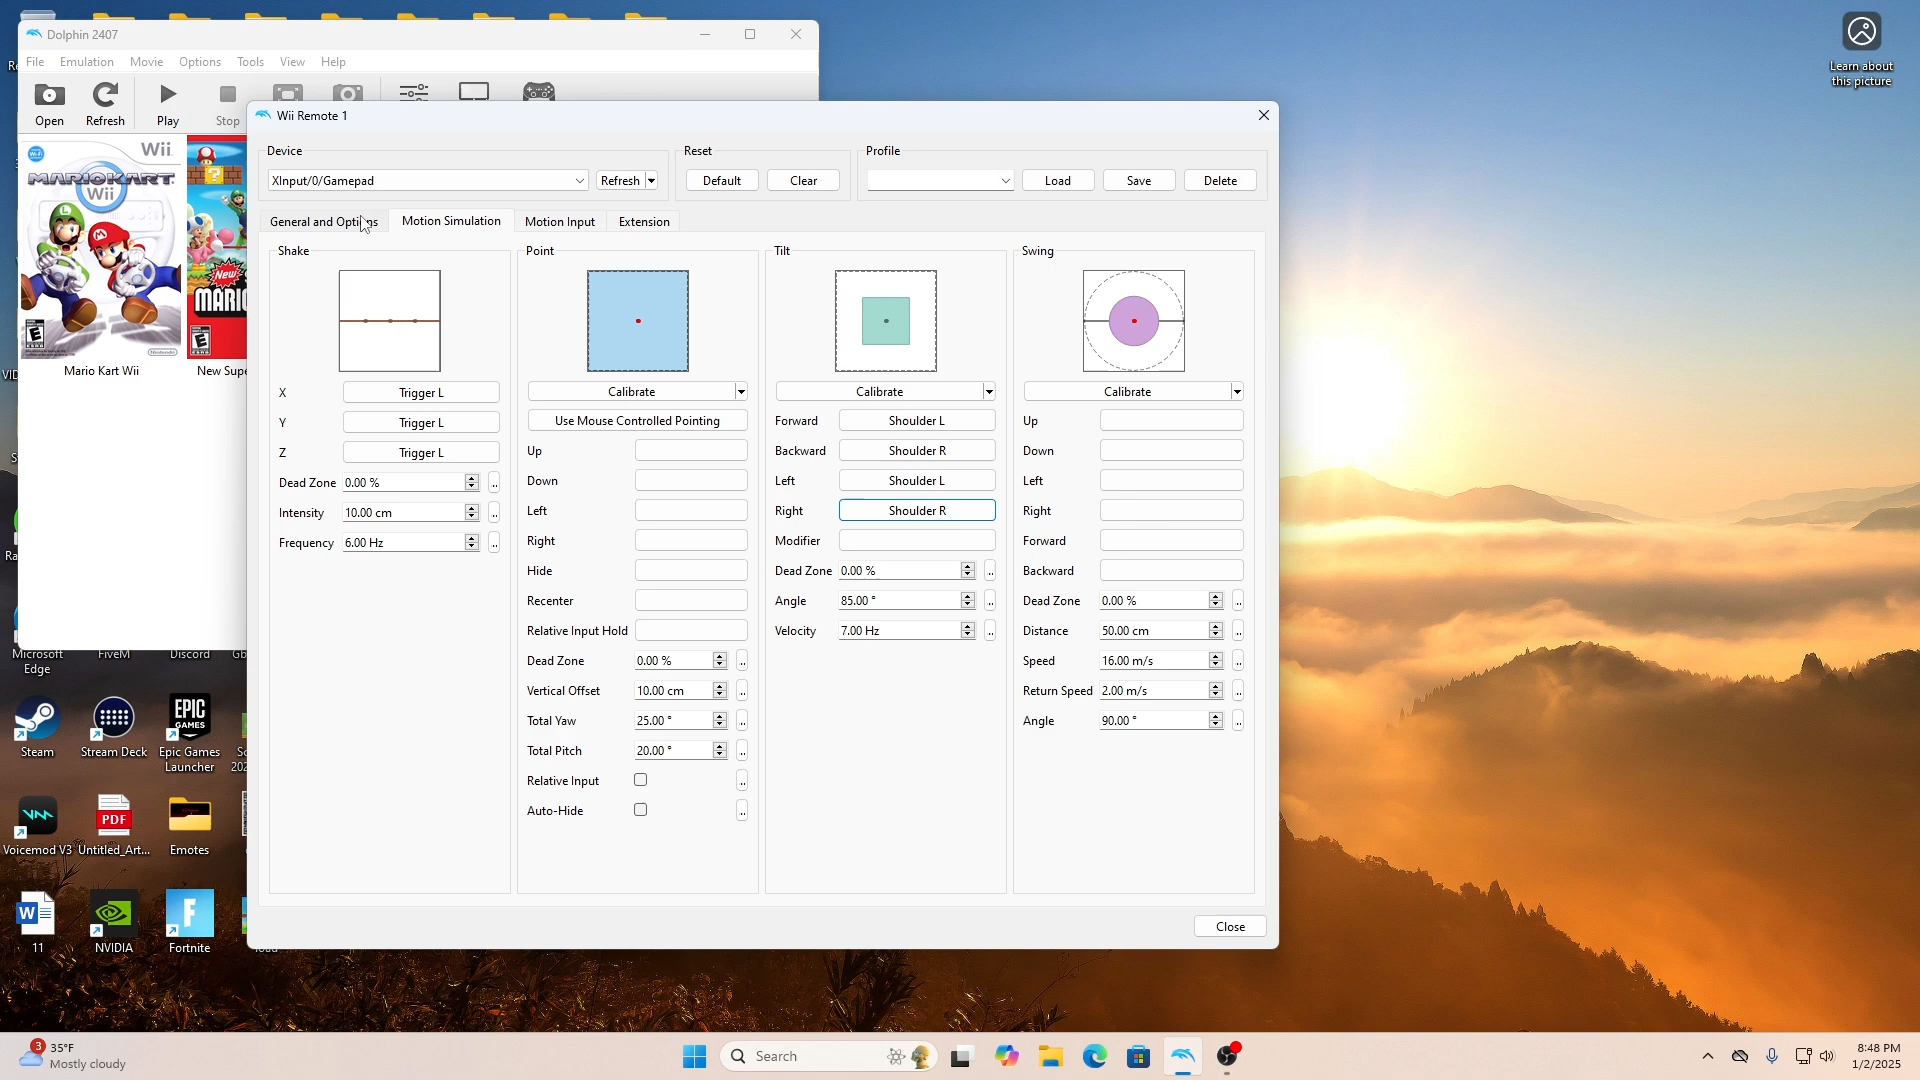 Dolphin 2407
File Emulation Movie Options Tools View Help
Open Refresh Play Stop
Wii
MARIOKART
Wii
New
MARIO
Mario Kart Wii
New Supe
Wii Remote 1
Device
XInput/0/Gamepad
Refresh
Reset
Default Clear
Profile
Load Save Delete
General and Options Motion Simulation Motion Input Extension
Shake
X Trigger L
Y Trigger L
Z Trigger L
Dead Zone 0.00 % ..
Intensity 10.00 cm ..
Frequency 6.00 Hz ..
Point
Calibrate
Use Mouse Controlled Pointing
Up
Down
Left
Right
Hide
Recenter
Relative Input Hold
Dead Zone 0.00 % ..
Vertical Offset 10.00 cm ..
Total Yaw 25.00 ° ..
Total Pitch 20.00 ° ..
Relative Input ..
Auto-Hide ..
Tilt
Calibrate
Forward Shoulder L
Backward Shoulder R
Left Shoulder L
Right Shoulder R
Modifier
Dead Zone 0.00 % ..
Angle 85.00 ° ..
Velocity 7.00 Hz ..
Swing
Calibrate
Up
Down
Left
Right
Forward
Backward
Dead Zone 0.00 % ..
Distance 50.00 cm ..
Speed 16.00 m/s ..
Return Speed 2.00 m/s ..
Angle 90.00 ° ..
Close
Learn about
this picture
Microsoft
Edge
FiveM
Discord
Steam
Stream Deck
EPIC
GAMES
Epic Games
Launcher
Voicemod V3
PDF
Untitled_Art...
Emotes
W
11
NVIDIA
F
Fortnite
3
35°F
Mostly cloudy
Search
8:48 PM
1/2/2025